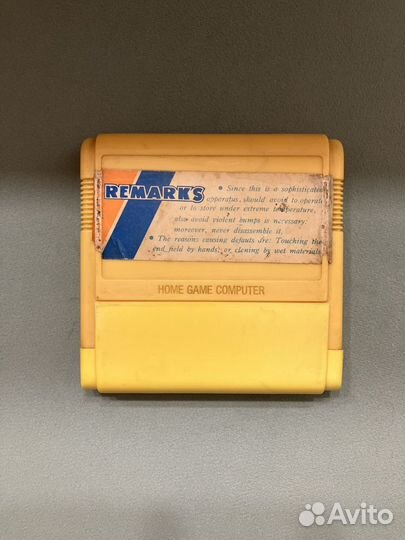 REMARKS
• Since this is a sophisticated
apparatus, should avoid to operate
or to store under extreme temperature,
also avoid violent bumps is necessary:
moreover, never disassemble it.
• The reasons causing defauts are: Touching the
end field by hands, or clening by wet materials
HOME GAME COMPUTER
Avito